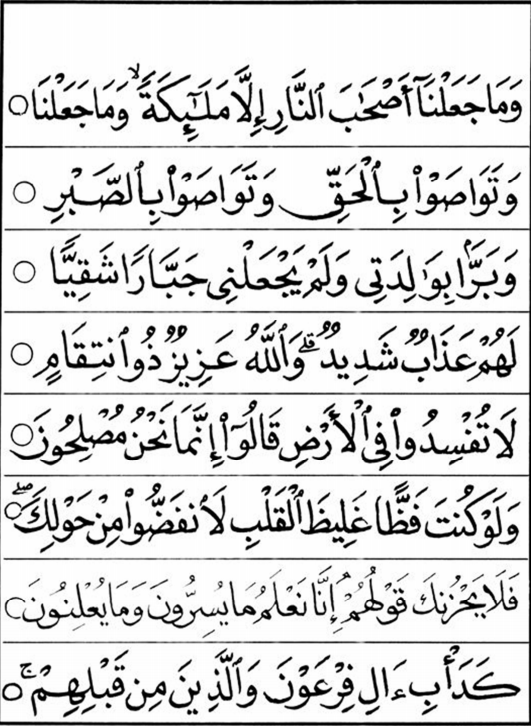 وَمَا جَعَلْنَآ أَصْحَٰبَ ٱلنَّارِ إِلَّا مَلَٰٓئِكَةً ۙ وَمَا جَعَلْنَا ○
وَتَوَاصَوْا۟ بِٱلْحَقِّ وَتَوَاصَوْا۟ بِٱلصَّبْرِ ○
وَبَرًّۢا بِوَٰلِدَتِى وَلَمْ يَجْعَلْنِى جَبَّارًا شَقِيًّا ○
لَهُمْ عَذَابٌ شَدِيدٌ ۗ وَٱللَّهُ عَزِيزٌ ذُو ٱنتِقَامٍ ○
لَا تُفْسِدُوا۟ فِى ٱلْأَرْضِ قَالُوٓا۟ إِنَّمَا نَحْنُ مُصْلِحُونَ ○
وَلَوْ كُنتَ فَظًّا غَلِيظَ ٱلْقَلْبِ لَٱنفَضُّوا۟ مِنْ حَوْلِكَ ۖ ○
فَلَا يَحْزُنكَ قَوْلُهُمْ ۘ إِنَّا نَعْلَمُ مَا يُسِرُّونَ وَمَا يُعْلِنُونَ ○
كَدَأْبِ ءَالِ فِرْعَوْنَ وَٱلَّذِينَ مِن قَبْلِهِمْ ۚ ○